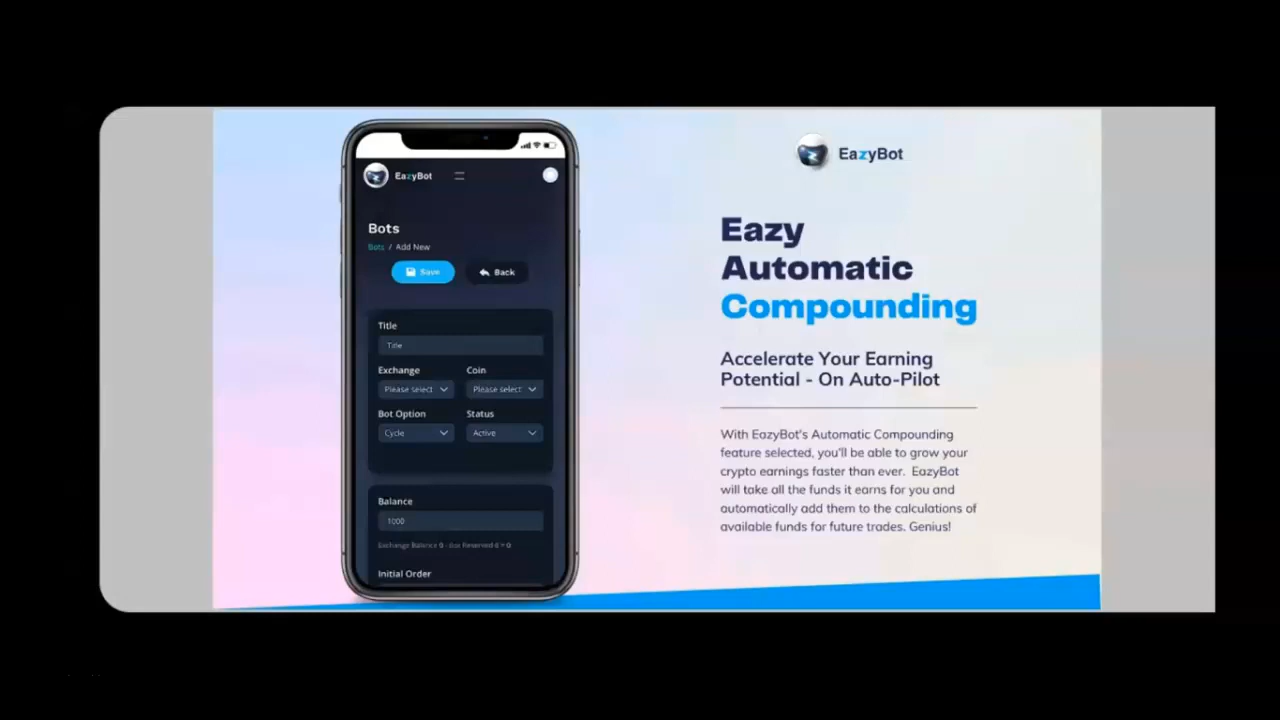 EazyBot
Bots
Bots / Add New
Save
Back
Title
Title
Exchange
Coin
Please select
Please select
Bot Option
Status
Cycle
Active
Balance
1000
Exchange Balance 0 -
Initial Order
EazyBot
Eazy
Automatic
Compounding
Accelerate Your Earning
Potential - On Auto-Pilot
With EazyBot's Automatic Compounding
feature selected, you'll be able to grow your
crypto earnings faster than ever. EazyBot
will take all the funds it earns for you and
automatically add them to the calculations of
available funds for future trades. Genius!